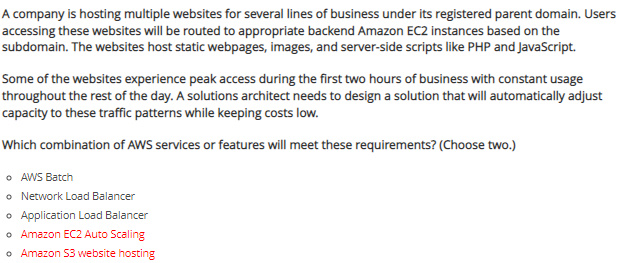 A company is hosting multiple websites for several lines of business under its registered parent domain. Users
accessing these websites will be routed to appropriate backend Amazon EC2 instances based on the
subdomain. The websites host static webpages, images, and server-side scripts like PHP and JavaScript.
Some of the websites experience peak access during the first two hours of business with constant usage
throughout the rest of the day. A solutions architect needs to design a solution that will automatically adjust
capacity to these traffic patterns while keeping costs low.
Which combination of AWS services or features will meet these requirements? (Choose two.)
AWS Batch
Network Load Balancer
Application Load Balancer
Amazon EC2 Auto Scaling
Amazon S3 website hosting